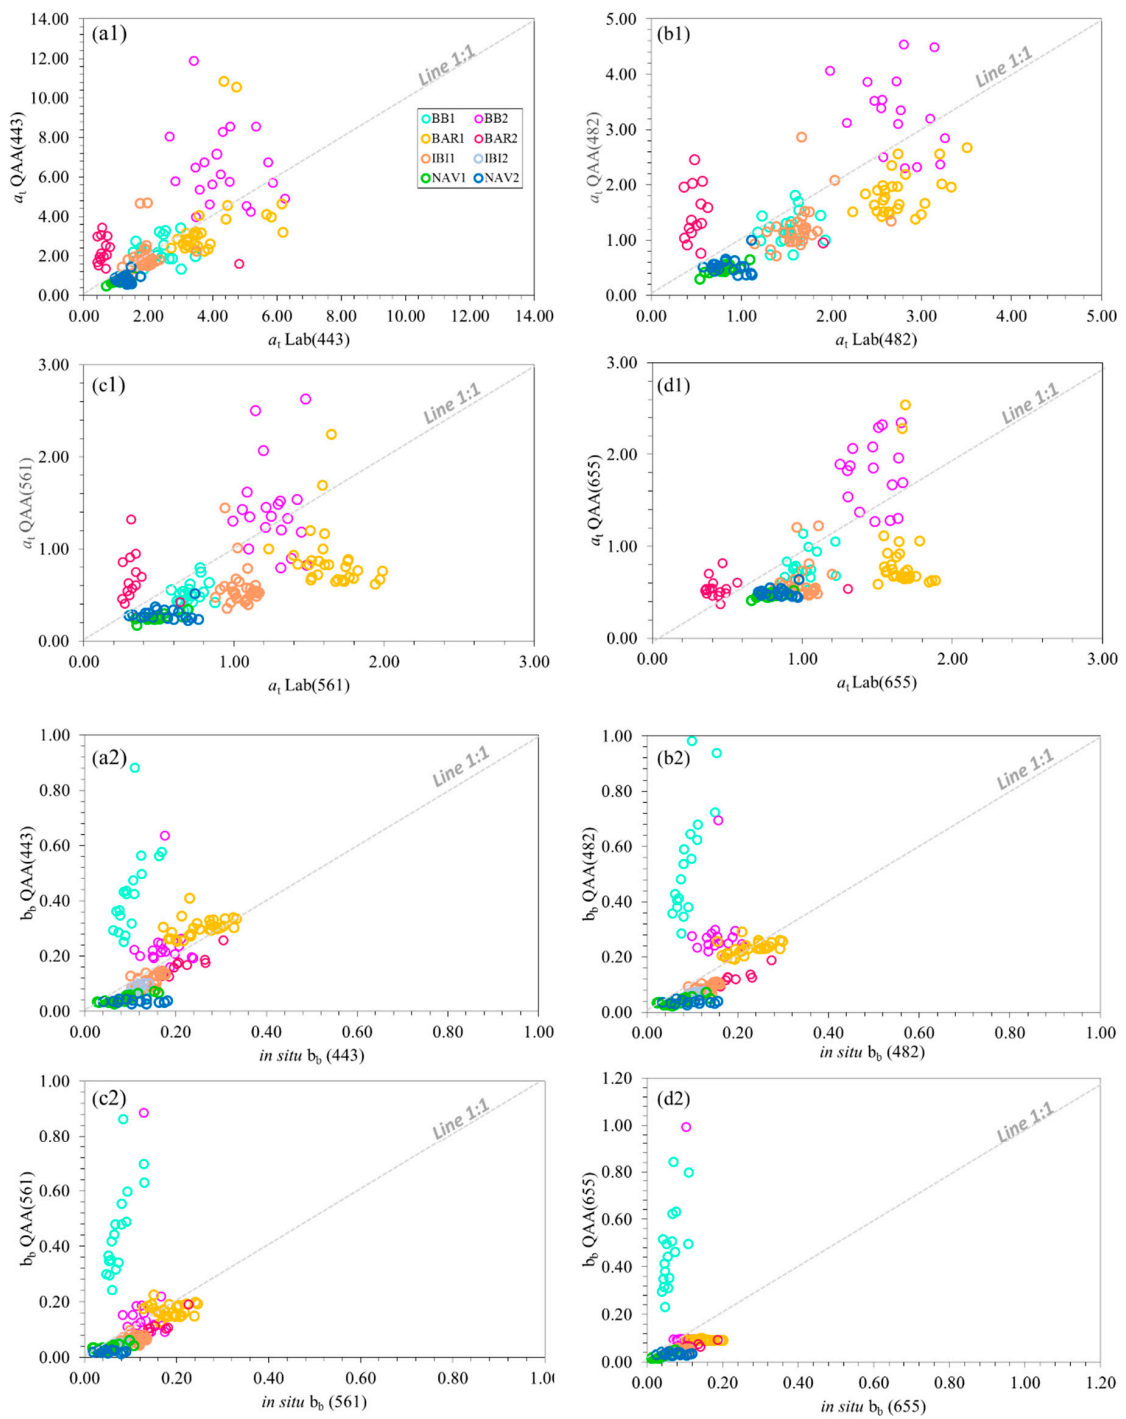 (a1)
Line 1:1
aₜ QAA(443)
14.00
12.00
10.00
8.00
6.00
4.00
2.00
0.00
BB1 BB2
BAR1 BAR2
IBI1 IBI2
NAV1 NAV2
0.00 2.00 4.00 6.00 8.00 10.00 12.00 14.00
aₜ Lab(443)
(b1)
Line 1:1
aₜ QAA(482)
5.00
4.00
3.00
2.00
1.00
0.00
0.00 1.00 2.00 3.00 4.00 5.00
aₜ Lab(482)
(c1)
Line 1:1
aₜ QAA(561)
3.00
2.00
1.00
0.00
0.00 1.00 2.00 3.00
aₜ Lab(561)
(d1)
Line 1:1
aₜ QAA(655)
3.00
2.00
1.00
0.00
0.00 1.00 2.00 3.00
aₜ Lab(655)
(a2)
Line 1:1
b_b QAA(443)
1.00
0.80
0.60
0.40
0.20
0.00
0.00 0.20 0.40 0.60 0.80 1.00
in situ b_b (443)
(b2)
Line 1:1
b_b QAA(482)
1.00
0.80
0.60
0.40
0.20
0.00
0.00 0.20 0.40 0.60 0.80 1.00
in situ b_b (482)
(c2)
Line 1:1
b_b QAA(561)
1.00
0.80
0.60
0.40
0.20
0.00
0.00 0.20 0.40 0.60 0.80 1.00
in situ b_b (561)
(d2)
Line 1:1
b_b QAA(655)
1.20
1.00
0.80
0.60
0.40
0.20
0.00
0.00 0.20 0.40 0.60 0.80 1.00 1.20
in situ b_b (655)